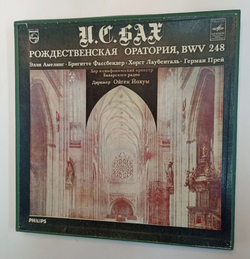 И.С.БАХ
РОЖДЕСТВЕНСКАЯ ОРАТОРИЯ, BWV 248
Элли Амелинг · Бригитте Фассбендер · Хорст Лаубенталь · Герман Прей
Хор и симфонический оркестр
Баварского радио
Дирижер Ойген Йохум
PHILIPS